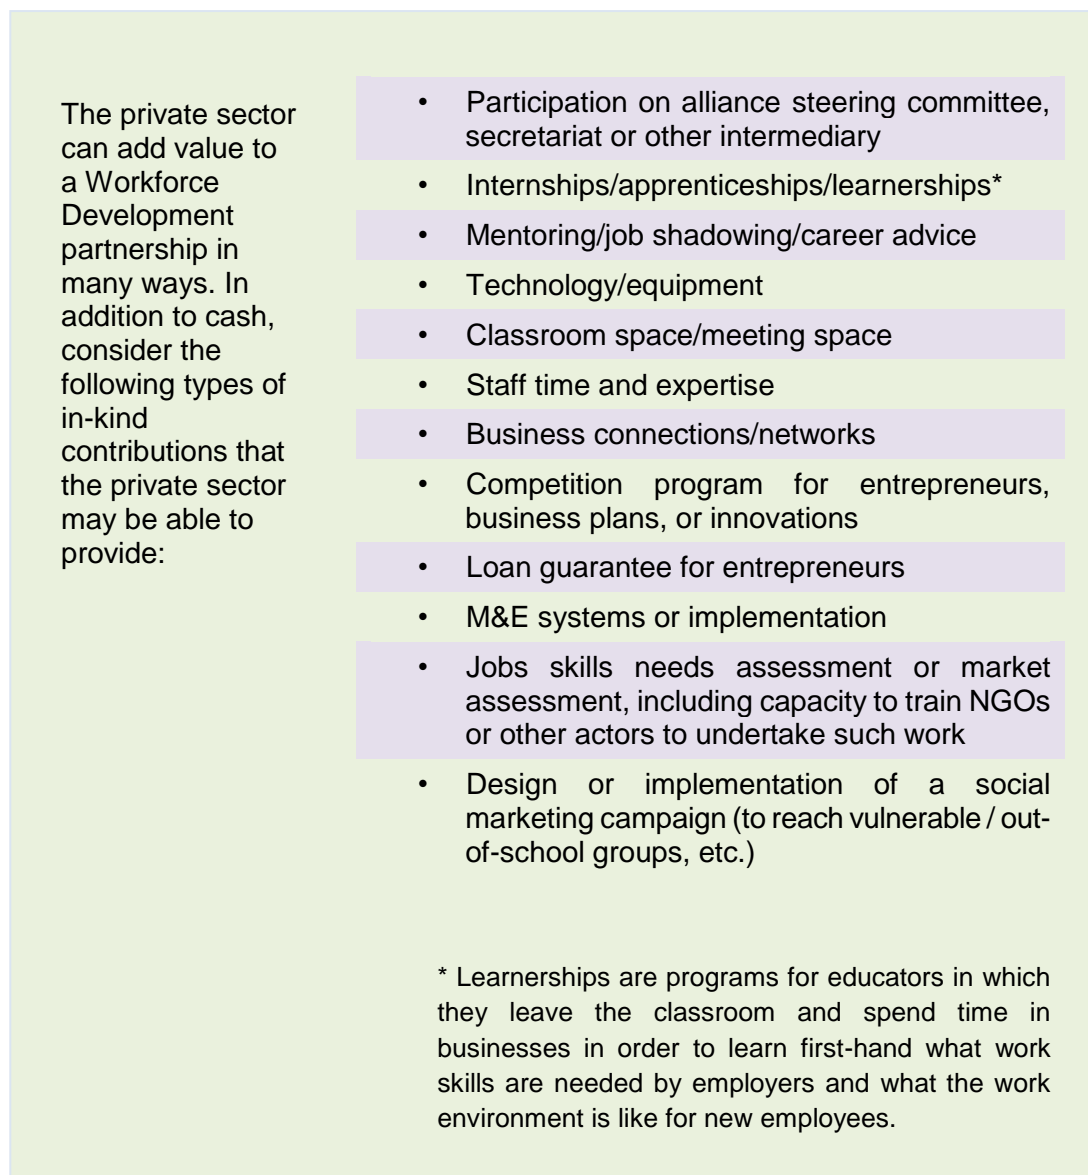 The private sector
can add value to
a Workforce
Development
partnership in
many ways. In
addition to cash,
consider the
following types of
in-kind
contributions that
the private sector
may be able to
provide:
• Participation on alliance steering committee,
secretariat or other intermediary
• Internships/apprenticeships/learnerships*
• Mentoring/job shadowing/career advice
• Technology/equipment
• Classroom space/meeting space
• Staff time and expertise
• Business connections/networks
• Competition program for entrepreneurs,
business plans, or innovations
• Loan guarantee for entrepreneurs
• M&E systems or implementation
• Jobs skills needs assessment or market
assessment, including capacity to train NGOs
or other actors to undertake such work
• Design or implementation of a social
marketing campaign (to reach vulnerable / out-
of-school groups, etc.)
* Learnerships are programs for educators in which
they leave the classroom and spend time in
businesses in order to learn first-hand what work
skills are needed by employers and what the work
environment is like for new employees.